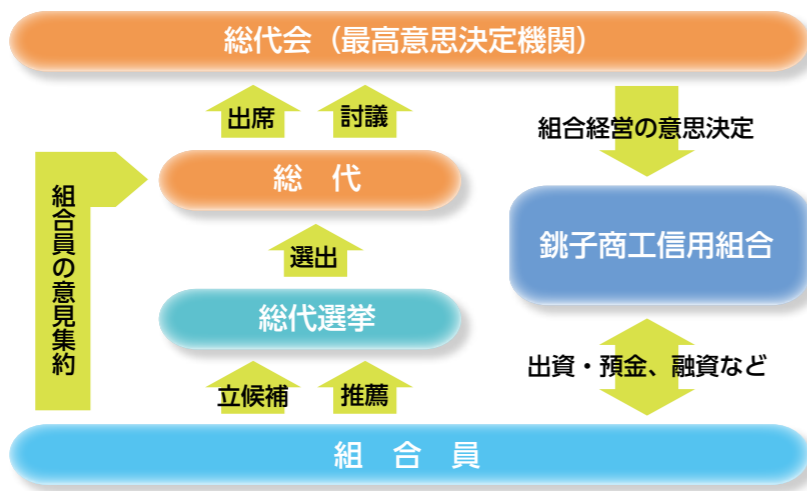 総代会（最高意思決定機関）
出席
討議
組合経営の意思決定
総　代
組合員の意見集約
選出
銚子商工信用組合
総代選挙
出資・預金、融資など
立候補
推薦
組　合　員